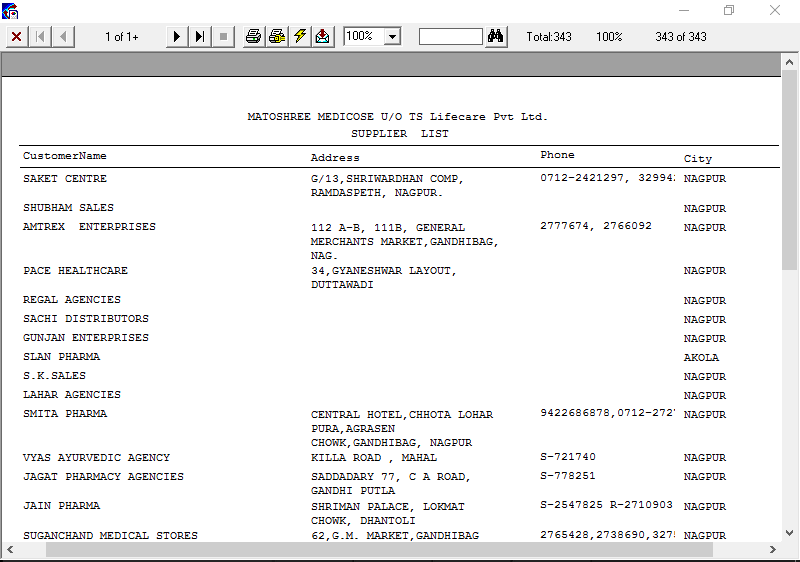 1 of 1+ 100% Total:343 100% 343 of 343
MATOSHREE MEDICOSE U/O TS Lifecare Pvt Ltd.
SUPPLIER LIST
CustomerName Address Phone City
SAKET CENTRE G/13,SHRIWARDHAN COMP, 0712-2421297, 32994 NAGPUR
RAMDASPETH, NAGPUR.
SHUBHAM SALES NAGPUR
AMTREX ENTERPRISES 112 A-B, 111B, GENERAL 2777674, 2766092 NAGPUR
MERCHANTS MARKET,GANDHIBAG,
NAG.
PACE HEALTHCARE 34,GYANESHWAR LAYOUT, NAGPUR
DUTTAWADI
REGAL AGENCIES NAGPUR
SACHI DISTRIBUTORS NAGPUR
GUNJAN ENTERPRISES NAGPUR
SLAN PHARMA AKOLA
S.K.SALES NAGPUR
LAHAR AGENCIES NAGPUR
SMITA PHARMA CENTRAL HOTEL,CHHOTA LOHAR 9422686878,0712-272 NAGPUR
PURA,AGRASEN
CHOWK,GANDHIBAG, NAGPUR
VYAS AYURVEDIC AGENCY KILLA ROAD , MAHAL S-721740 NAGPUR
JAGAT PHARMACY AGENCIES SADDADARY 77, C A ROAD, S-778251 NAGPUR
GANDHI PUTLA
JAIN PHARMA SHRIMAN PALACE, LOKMAT S-2547825 R-2710903 NAGPUR
CHOWK, DHANTOLI
SUGANCHAND MEDICAL STORES 62,G.M. MARKET,GANDHIBAG 2765428,2738690,327 NAGPUR